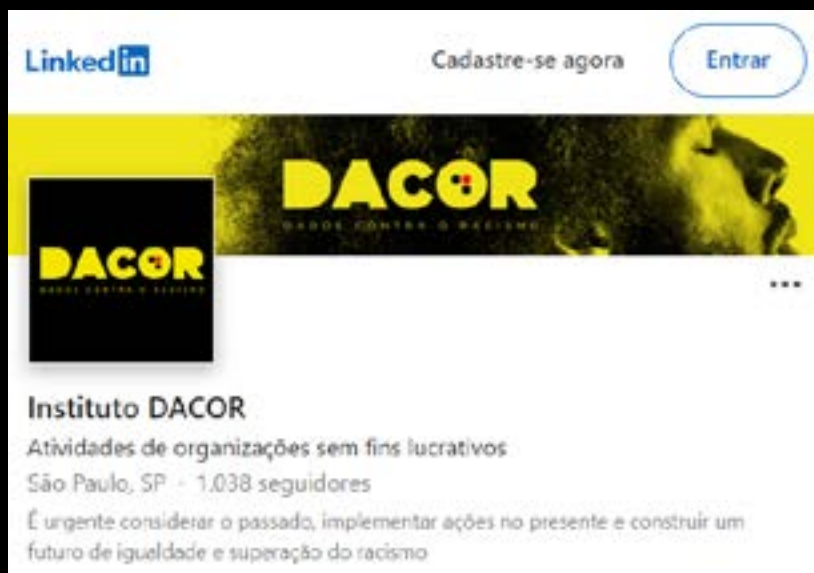 Linkedin
Cadastre-se agora
Entrar
DACOR
DADOS CONTRA O RACISMO
DACOR
DADOS CONTRA O RACISMO
Instituto DACOR
Atividades de organizações sem fins lucrativos
São Paulo, SP · 1.038 seguidores
É urgente considerar o passado, implementar ações no presente e construir um
futuro de igualdade e superação do racismo